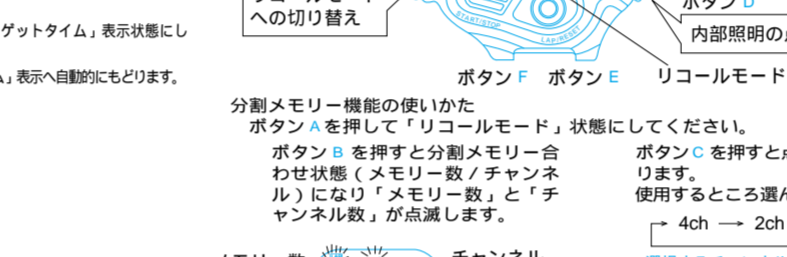 ゲットタイム」表示状態にし
ム」表示へ自動的にもどります。
への切り替え
START/STOP
LAP/RESET
ボタン D
内部照明の
ボタン F ボタン E リコールモード
分割メモリー機能の使いかた
ボタン A を押して「リコールモード」状態にしてください。
ボタン B を押すと分割メモリー合
わせ状態(メモリー数/チャンネ
ル)になり「メモリー数」と「チ
ャンネル数」が点滅します。
ボタン C を押すと
ります。
使用するところ選
4ch → 2ch
チャンネル